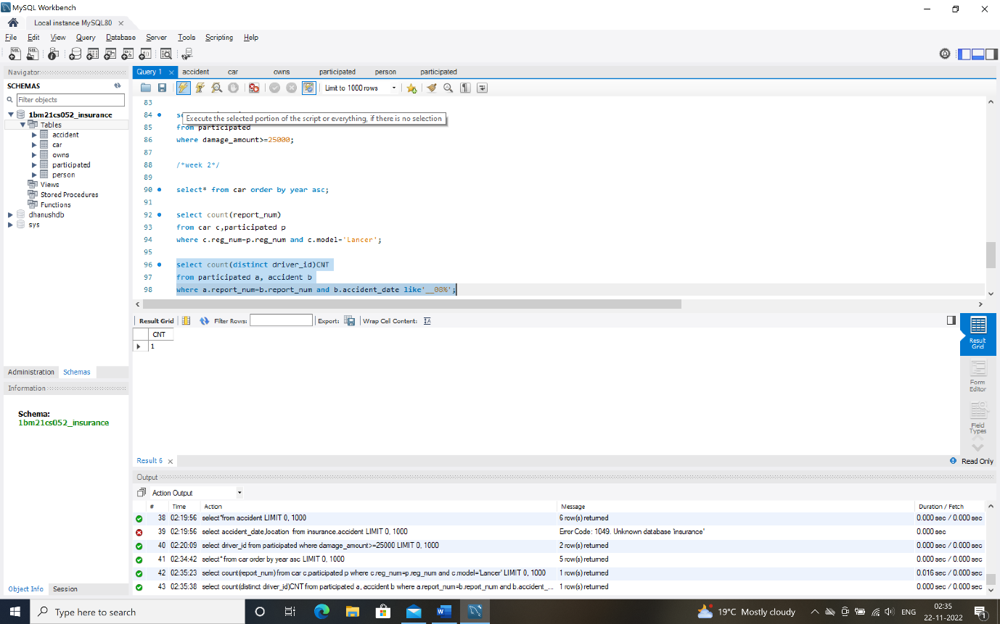 MySQL Workbench
Local instance MySQL80
File Edit View Query Database Server Tools Scripting Help
Navigator
SCHEMAS
Filter objects
1bm21cs052_insurance
Tables
accident
car
owns
participated
person
Views
Stored Procedures
Functions
dhanushdb
sys
Administration Schemas
Information
Schema:
1bm21cs052_insurance
Object Info Session
Query 1 accident car owns participated person participated
Limit to 1000 rows
Execute the selected portion of the script or everything, if there is no selection
83
84
85 from participated
86 where damage_amount>=25000;
87
88 /*week 2*/
89
90 select* from car order by year asc;
91
92 select count(report_num)
93 from car c,participated p
94 where c.reg_num=p.reg_num and c.model='Lancer';
95
96 select count(distinct driver_id)CNT
97 from participated a, accident b
98 where a.report_num=b.report_num and b.accident_date like'__08%';
Result Grid Filter Rows: Export: Wrap Cell Content:
CNT
1
Result Grid
Form Editor
Field Types
Result 6
Read Only
Output
Action Output
# Time Action Message Duration / Fetch
38 02:19:56 select*from accident LIMIT 0, 1000 6 row(s) returned 0.000 sec / 0.000 sec
39 02:19:56 select accident_date,location from insurance.accident LIMIT 0, 1000 Error Code: 1049. Unknown database 'insurance' 0.000 sec
40 02:20:09 select driver_id from participated where damage_amount>=25000 LIMIT 0, 1000 2 row(s) returned 0.000 sec / 0.000 sec
41 02:34:42 select* from car order by year asc LIMIT 0, 1000 5 row(s) returned 0.000 sec / 0.000 sec
42 02:35:23 select count(report_num) from car c,participated p where c.reg_num=p.reg_num and c.model='Lancer' LIMIT 0, 1000 1 row(s) returned 0.016 sec / 0.000 sec
43 02:35:38 select count(distinct driver_id)CNT from participated a, accident b where a.report_num=b.report_num and b.accident_... 1 row(s) returned 0.000 sec / 0.000 sec
Type here to search
19°C Mostly cloudy
ENG
02:35
22-11-2022
1